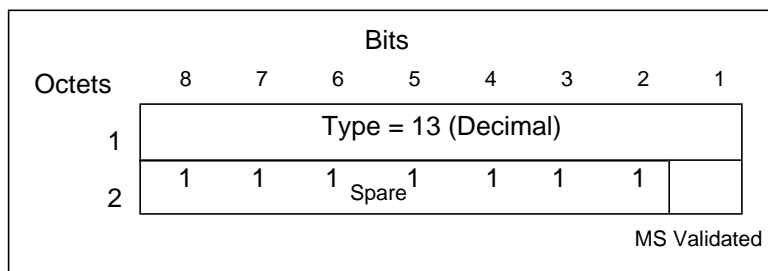 Bits
Octets 8 7 6 5 4 3 2 1
1 Type = 13 (Decimal)
2 1 1 1 1 1 1 1
Spare
MS Validated